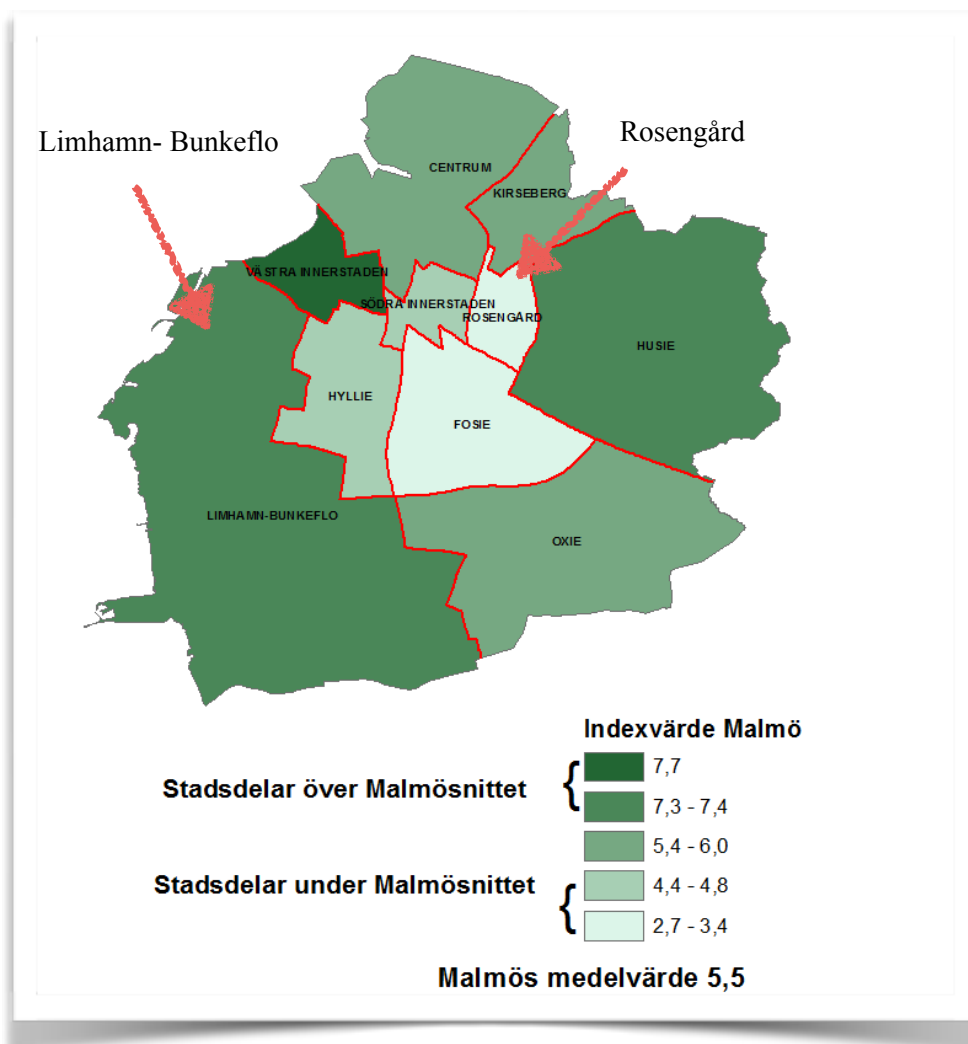 Limhamn- Bunkeflo
Rosengård
CENTRUM
KIRSEBERG
VÄSTRA INNERSTADEN
SÖDRA INNERSTADEN
ROSENGÅRD
HUSIE
HYLLIE
FOSIE
LIMHAMN-BUNKEFLO
OXIE
Indexvärde Malmö
Stadsdelar över Malmösnittet
{
7,7
7,3 - 7,4
5,4 - 6,0
Stadsdelar under Malmösnittet
{
4,4 - 4,8
2,7 - 3,4
Malmös medelvärde 5,5